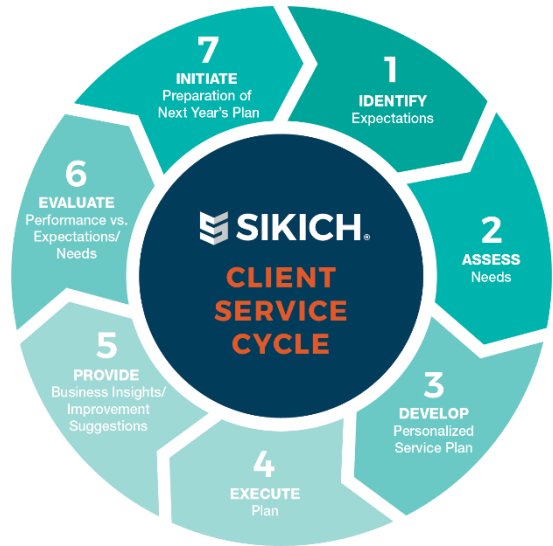 SIKICH®
CLIENT
SERVICE
CYCLE
1
IDENTIFY
Expectations
2
ASSESS
Needs
3
DEVELOP
Personalized
Service Plan
4
EXECUTE
Plan
5
PROVIDE
Business Insights/
Improvement
Suggestions
6
EVALUATE
Performance vs.
Expectations/
Needs
7
INITIATE
Preparation of
Next Year's Plan